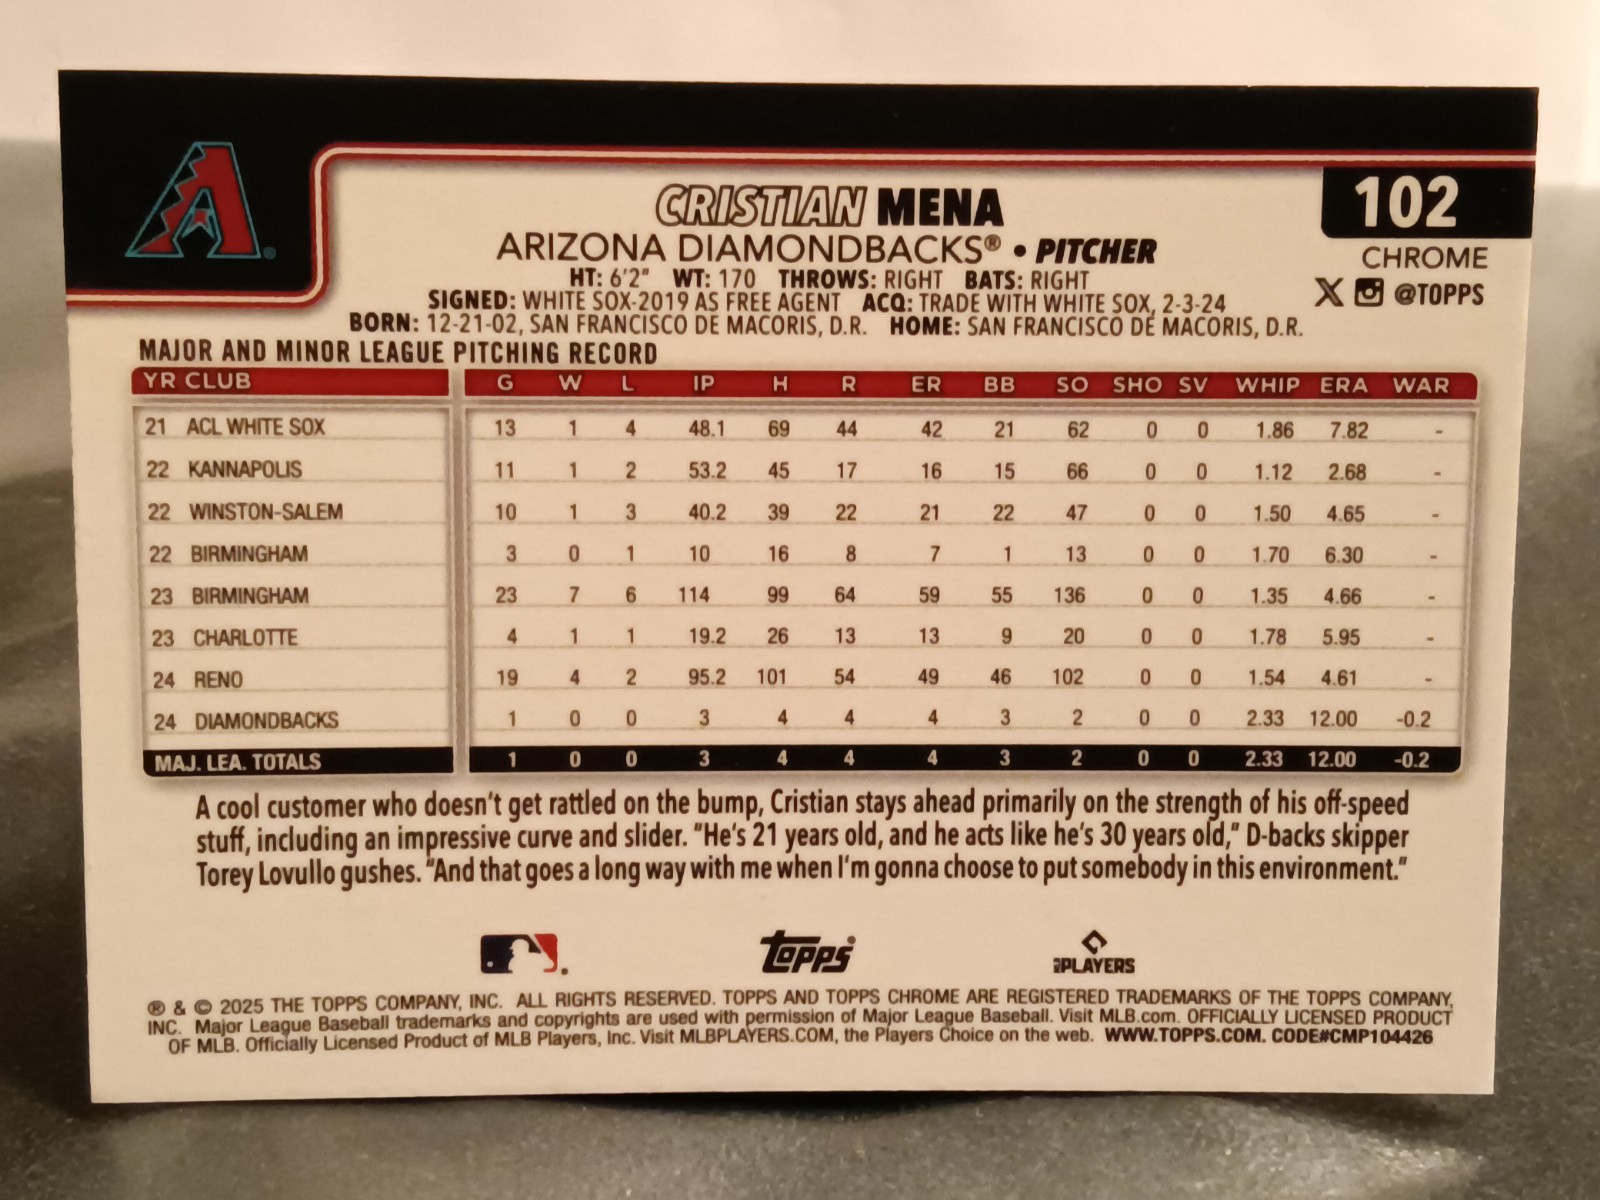 CRISTIAN MENA
102
ARIZONA DIAMONDBACKS® • PITCHER
CHROME
HT: 6'2" WT: 170 THROWS: RIGHT BATS: RIGHT
@TOPPS
SIGNED: WHITE SOX-2019 AS FREE AGENT ACQ: TRADE WITH WHITE SOX, 2-3-24
BORN: 12-21-02, SAN FRANCISCO DE MACORIS, D.R. HOME: SAN FRANCISCO DE MACORIS, D.R.
MAJOR AND MINOR LEAGUE PITCHING RECORD
YR CLUB G W L IP H R ER BB SO SHO SV WHIP ERA WAR
21 ACL WHITE SOX 13 1 4 48.1 69 44 42 21 62 0 0 1.86 7.82 -
22 KANNAPOLIS 11 1 2 53.2 45 17 16 15 66 0 0 1.12 2.68 -
22 WINSTON-SALEM 10 1 3 40.2 39 22 21 22 47 0 0 1.50 4.65 -
22 BIRMINGHAM 3 0 1 10 16 8 7 1 13 0 0 1.70 6.30 -
23 BIRMINGHAM 23 7 6 114 99 64 59 55 136 0 0 1.35 4.66 -
23 CHARLOTTE 4 1 1 19.2 26 13 13 9 20 0 0 1.78 5.95 -
24 RENO 19 4 2 95.2 101 54 49 46 102 0 0 1.54 4.61 -
24 DIAMONDBACKS 1 0 0 3 4 4 4 3 2 0 0 2.33 12.00 -0.2
MAJ. LEA. TOTALS 1 0 0 3 4 4 4 3 2 0 0 2.33 12.00 -0.2
A cool customer who doesn't get rattled on the bump, Cristian stays ahead primarily on the strength of his off-speed
stuff, including an impressive curve and slider. "He's 21 years old, and he acts like he's 30 years old," D-backs skipper
Torey Lovullo gushes. "And that goes a long way with me when I'm gonna choose to put somebody in this environment."
Topps
MLB PLAYERS
® & © 2025 THE TOPPS COMPANY, INC. ALL RIGHTS RESERVED. TOPPS AND TOPPS CHROME ARE REGISTERED TRADEMARKS OF THE TOPPS COMPANY,
INC. Major League Baseball trademarks and copyrights are used with permission of Major League Baseball. Visit MLB.com. OFFICIALLY LICENSED PRODUCT
OF MLB. Officially Licensed Product of MLB Players, Inc. Visit MLBPLAYERS.COM, the Players Choice on the web. WWW.TOPPS.COM. CODE#CMP104426